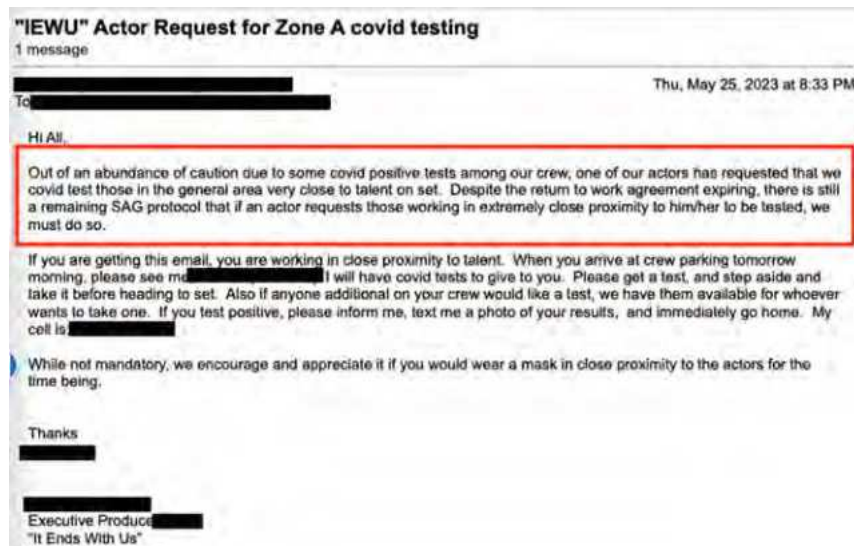 "IEWU" Actor Request for Zone A covid testing
1 message
Thu, May 25, 2023 at 8:33 PM
To
Hi All,
Out of an abundance of caution due to some covid positive tests among our crew, one of our actors has requested that we
covid test those in the general area very close to talent on set. Despite the return to work agreement expiring, there is still
a remaining SAG protocol that if an actor requests those working in extremely close proximity to him/her to be tested, we
must do so.
If you are getting this email, you are working in close proximity to talent. When you arrive at crew parking tomorrow
morning, please see me I will have covid tests to give to you. Please get a test, and step aside and
take it before heading to set. Also if anyone additional on your crew would like a test, we have them available for whoever
wants to take one. If you test positive, please inform me, text me a photo of your results, and immediately go home. My
cell is
While not mandatory, we encourage and appreciate it if you would wear a mask in close proximity to the actors for the
time being.
Thanks
Executive Produce
"It Ends With Us"